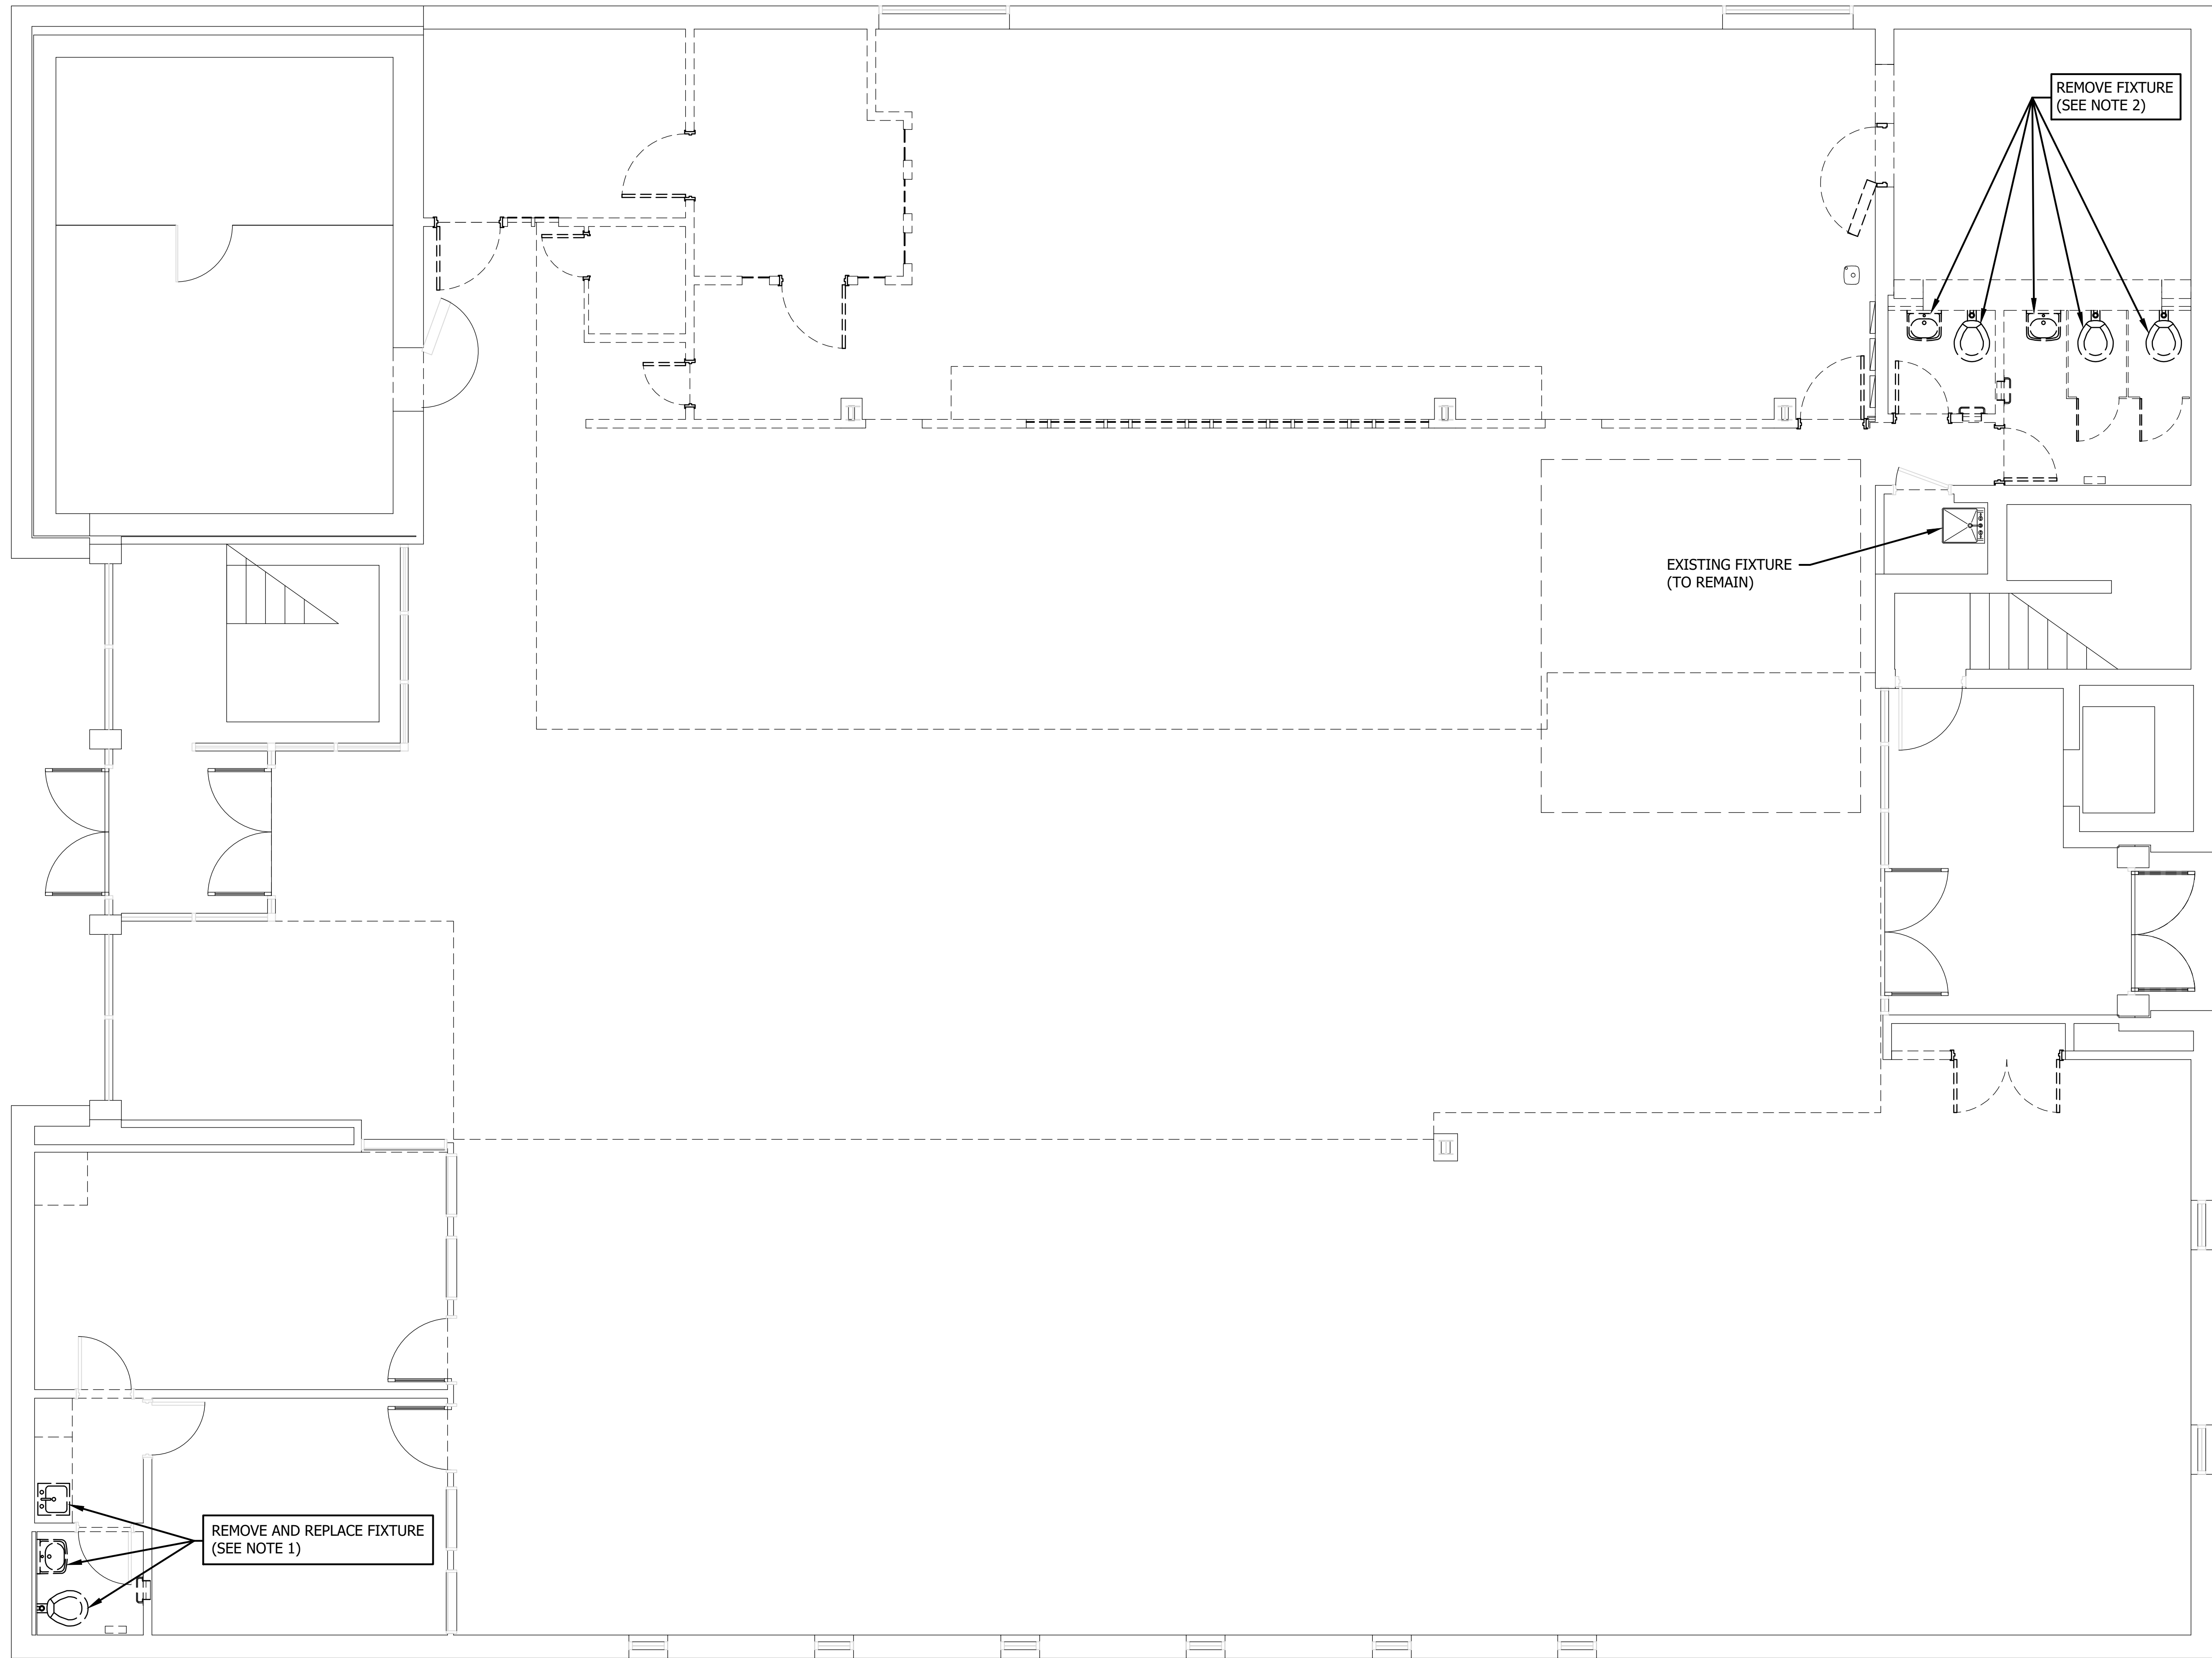 REMOVE FIXTURE
(SEE NOTE 2)
EXISTING FIXTURE
(TO REMAIN)
REMOVE AND REPLACE FIXTURE
(SEE NOTE 1)